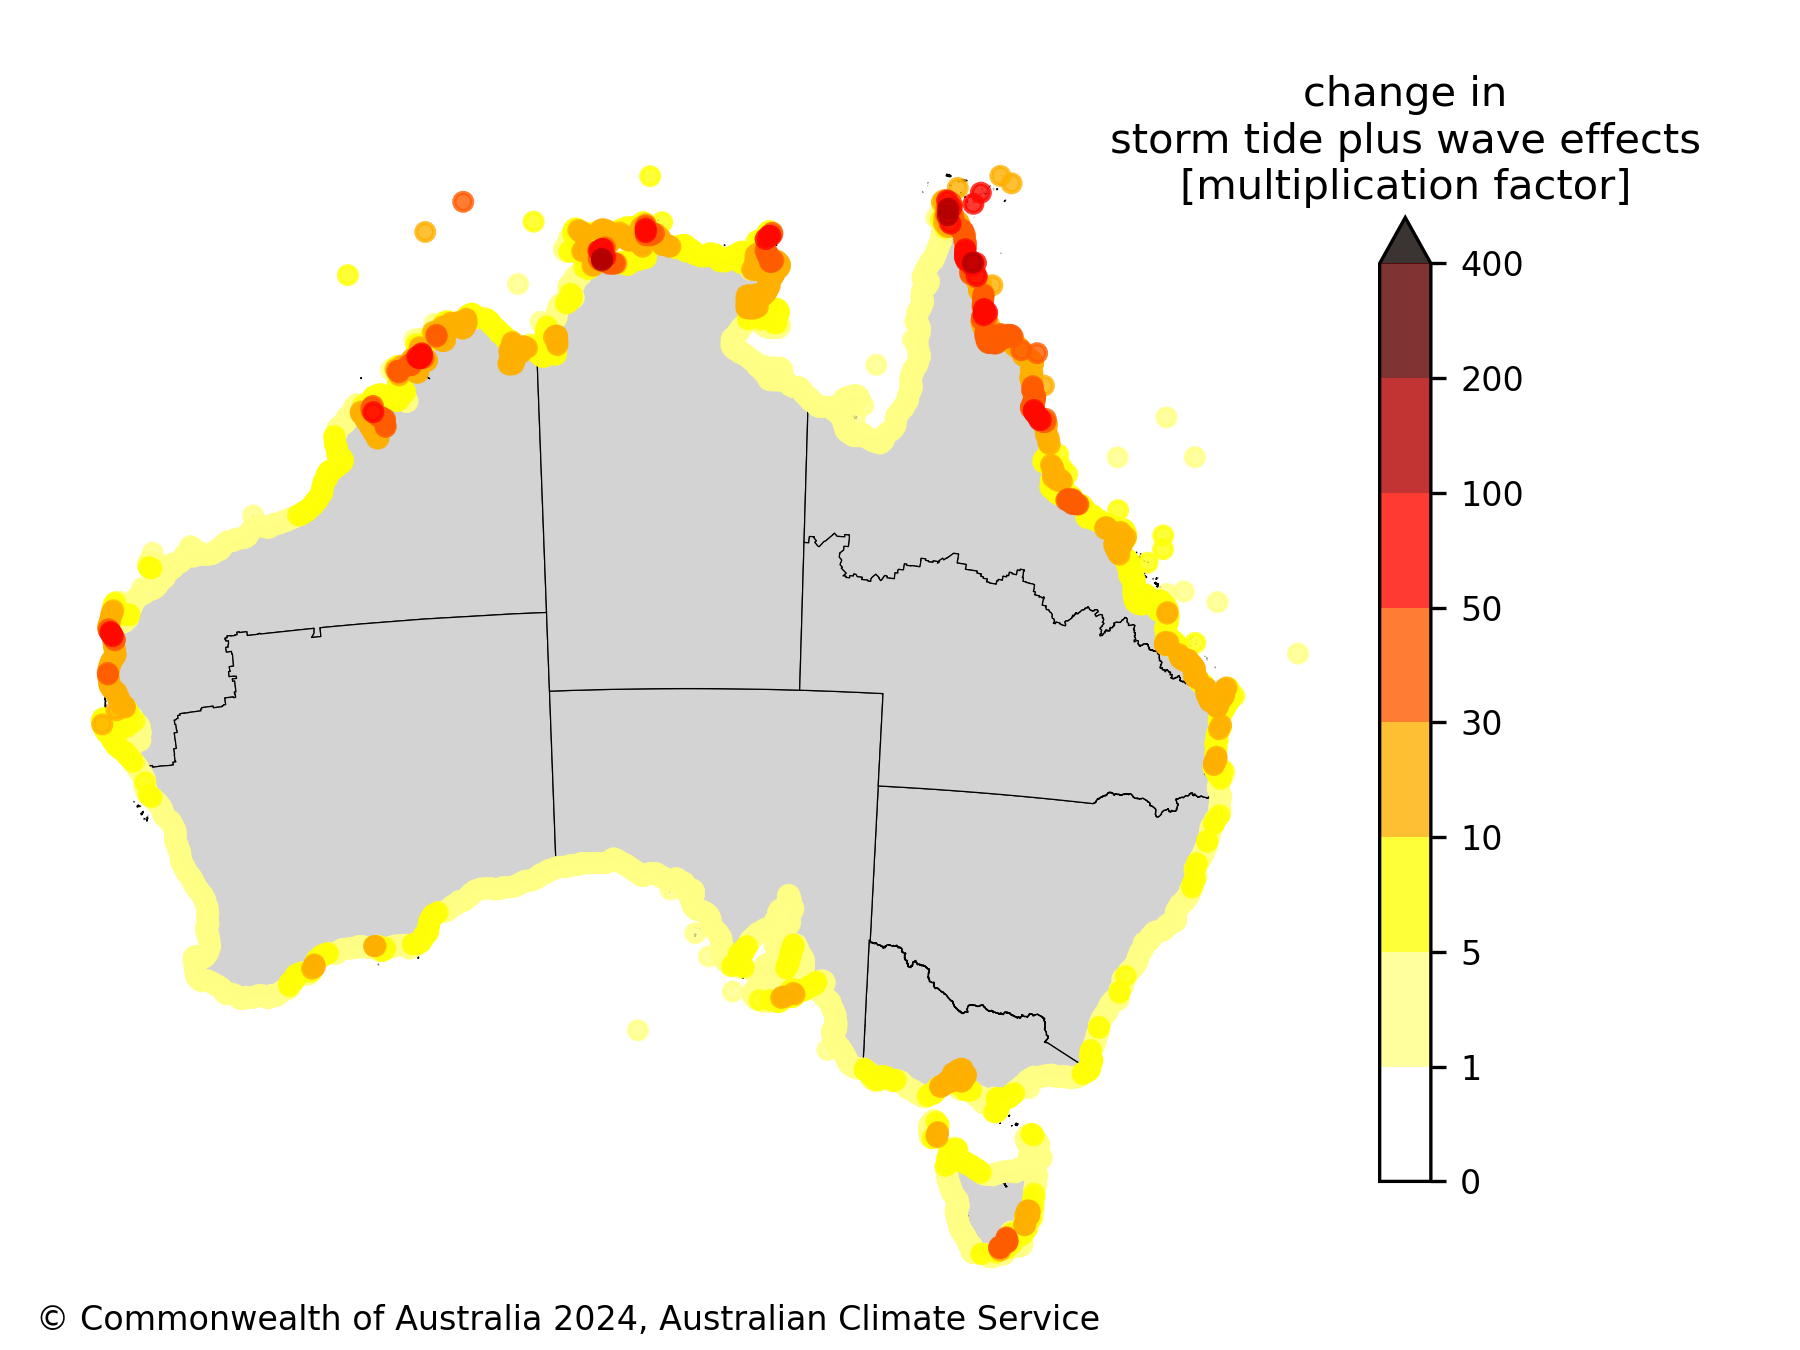 change in
storm tide plus wave effects
[multiplication factor]
400
200
100
50
30
10
5
1
0
© Commonwealth of Australia 2024, Australian Climate Service